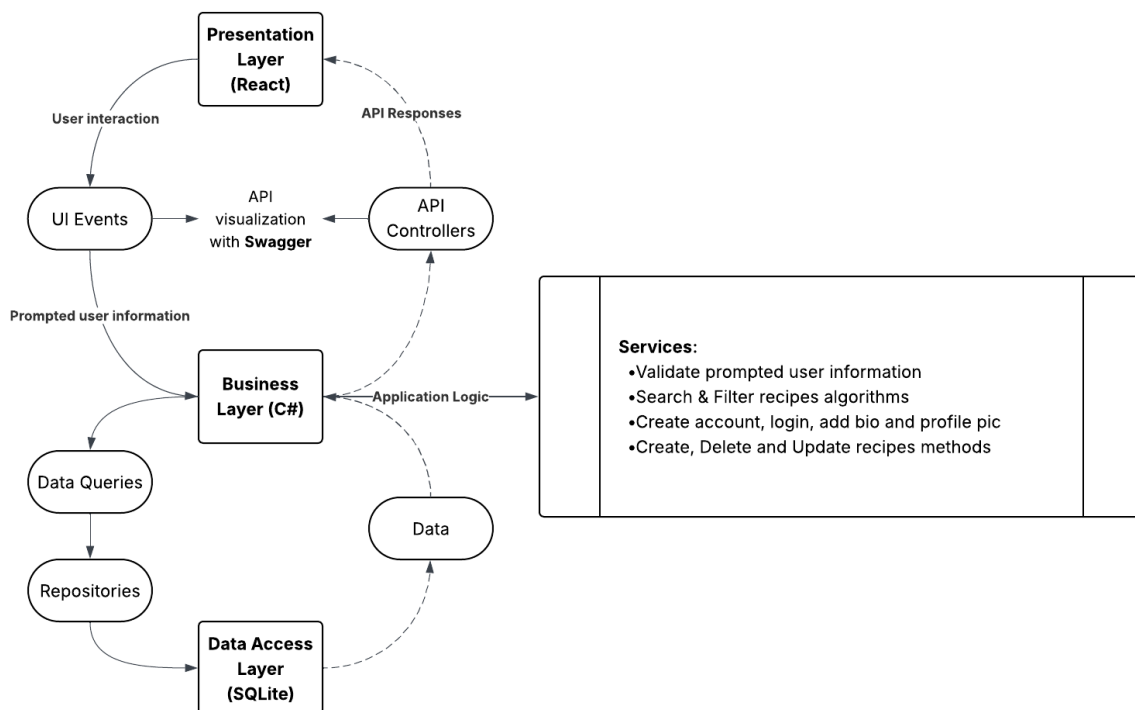 Presentation
Layer
(React)
User interaction
API Responses
UI Events
API
visualization
with Swagger
API
Controllers
Prompted user information
Business
Layer (C#)
Application Logic
Services:
•Validate prompted user information
•Search & Filter recipes algorithms
•Create account, login, add bio and profile pic
•Create, Delete and Update recipes methods
Data Queries
Data
Repositories
Data Access
Layer
(SQLite)